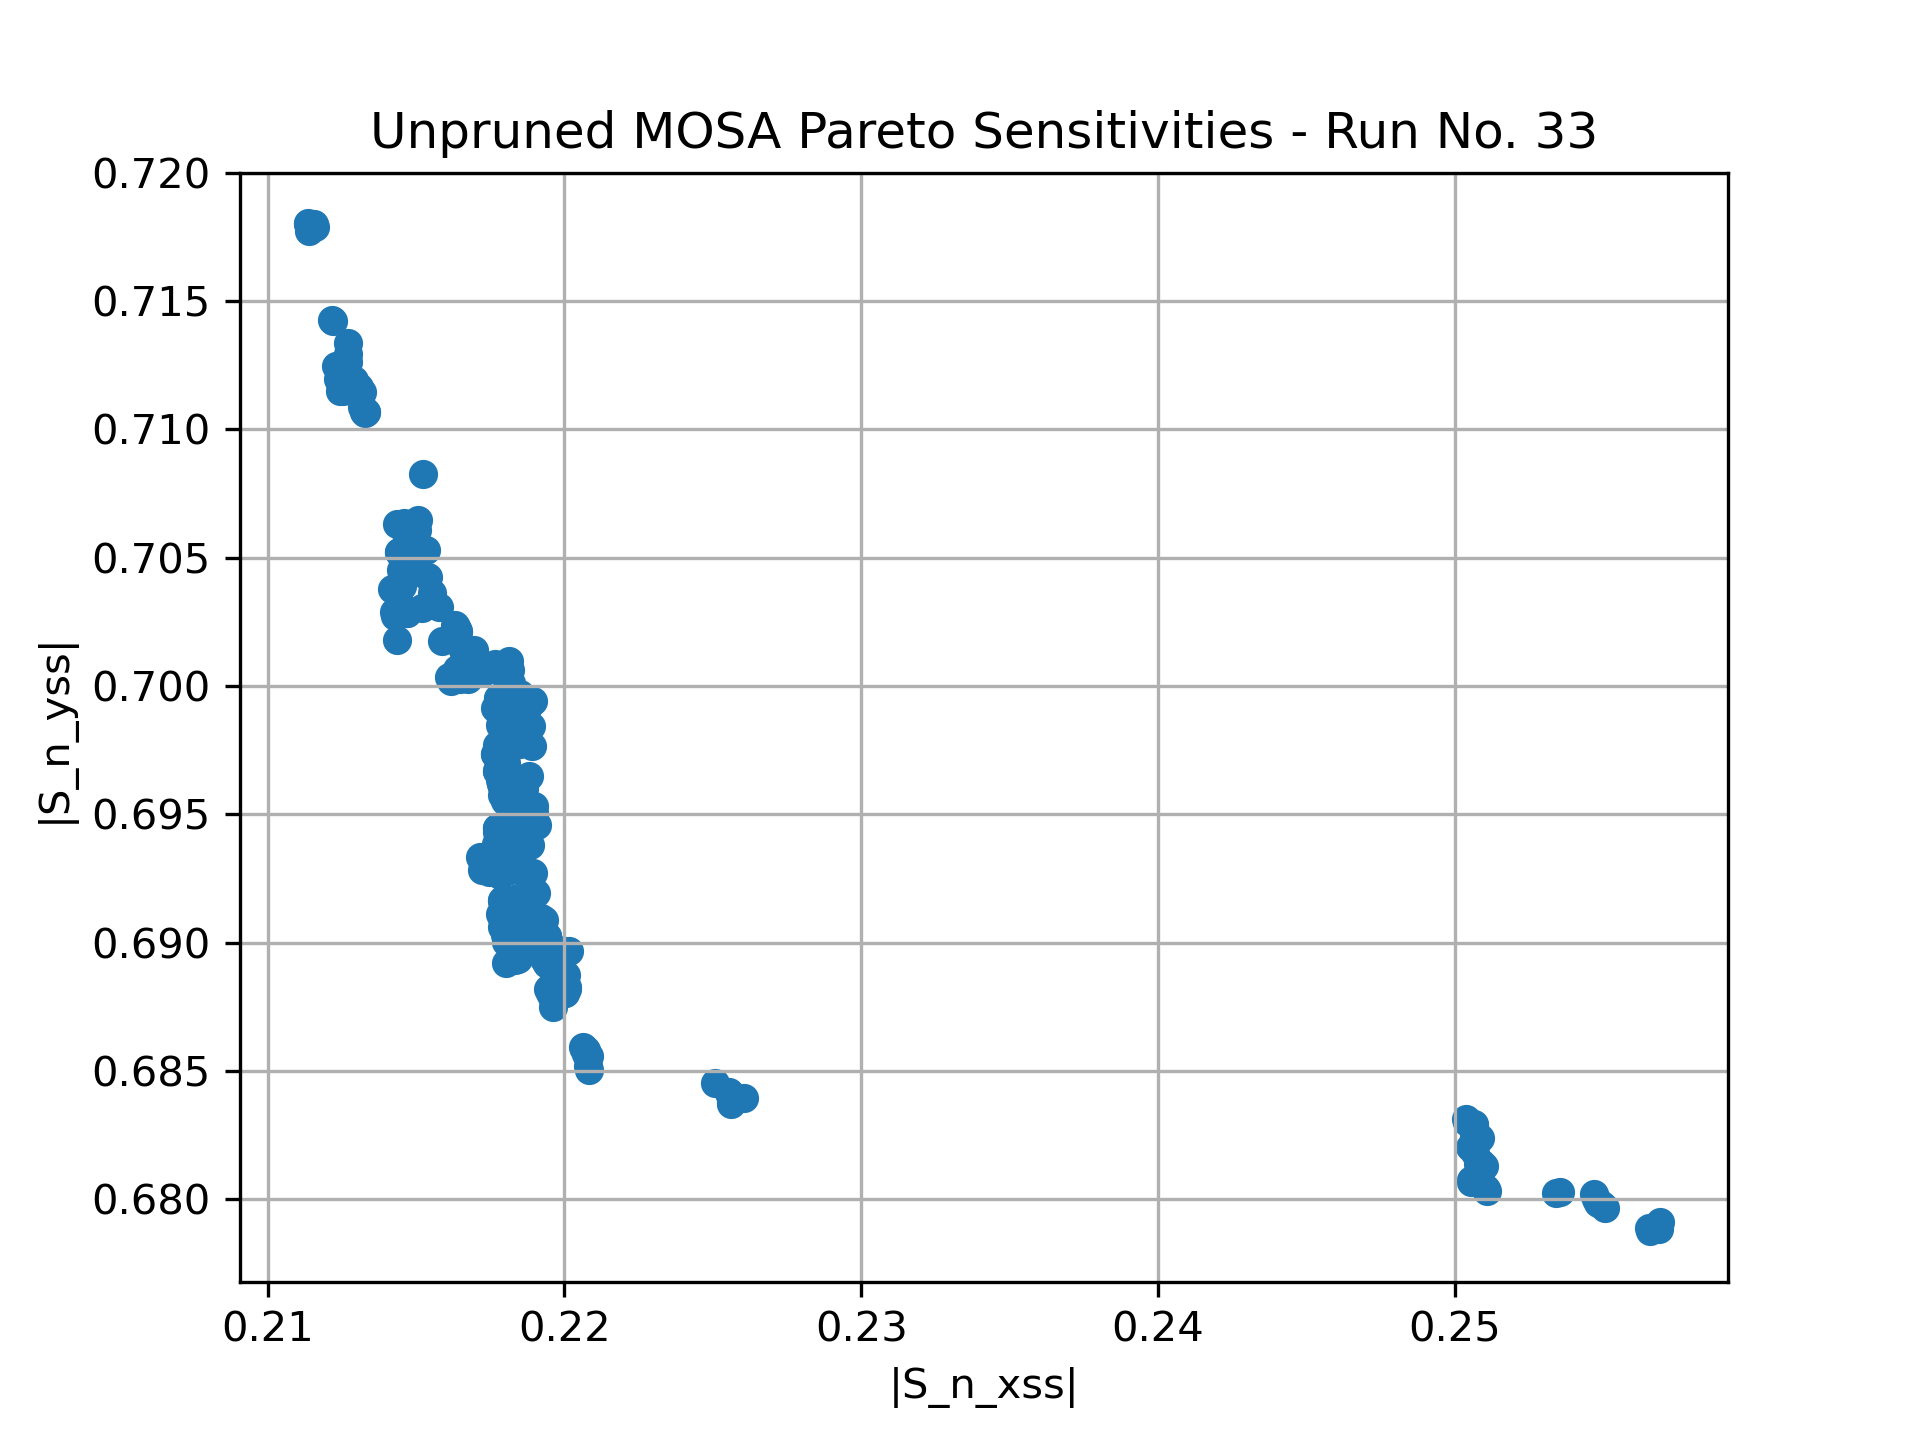 Unpruned MOSA Pareto Sensitivities - Run No. 33
0.720
0.715
0.710
0.705
0.700
0.695
0.690
0.685
0.680
|S_n_yss|
0.21 0.22 0.23 0.24 0.25
|S_n_xss|